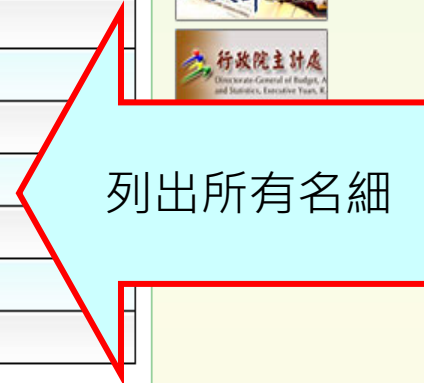 行政院主計處
Directorate-General of Budget, A
and Statistics, Executive Yuan, R.
列出所有名細